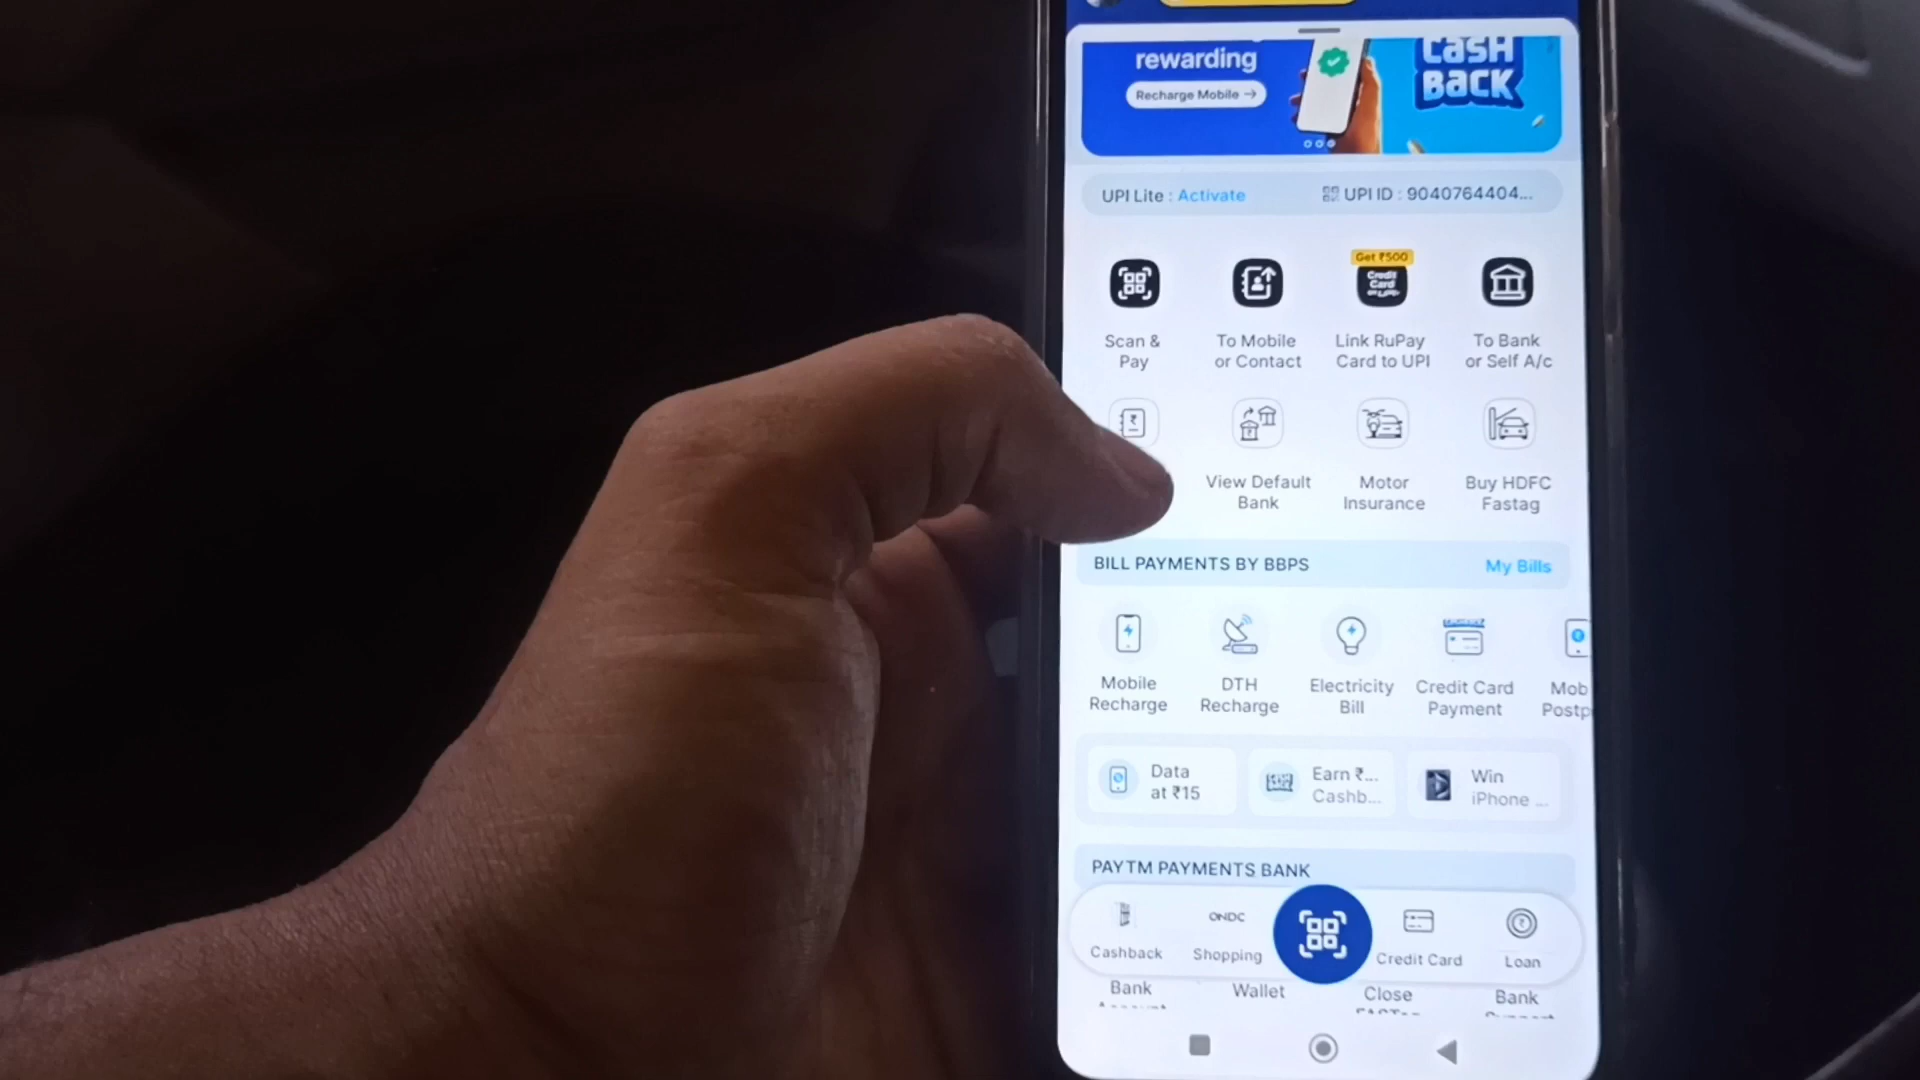 rewarding
Recharge Mobile →
CASH
BACK
UPI Lite : Activate
UPI ID : 9040764404...
Get ₹500
Credit
Card
Scan &
Pay
To Mobile
or Contact
Link RuPay
Card to UPI
To Bank
or Self A/c
View Default
Bank
Motor
Insurance
Buy HDFC
Fastag
BILL PAYMENTS BY BBPS
My Bills
Mobile
Recharge
DTH
Recharge
Electricity
Bill
Credit Card
Payment
Mob
Postp
Data
at ₹15
Earn ₹...
Cashb...
Win
iPhone ...
PAYTM PAYMENTS BANK
Cashback
ONDC
Shopping
Credit Card
Loan
Bank
Wallet
Close
Bank